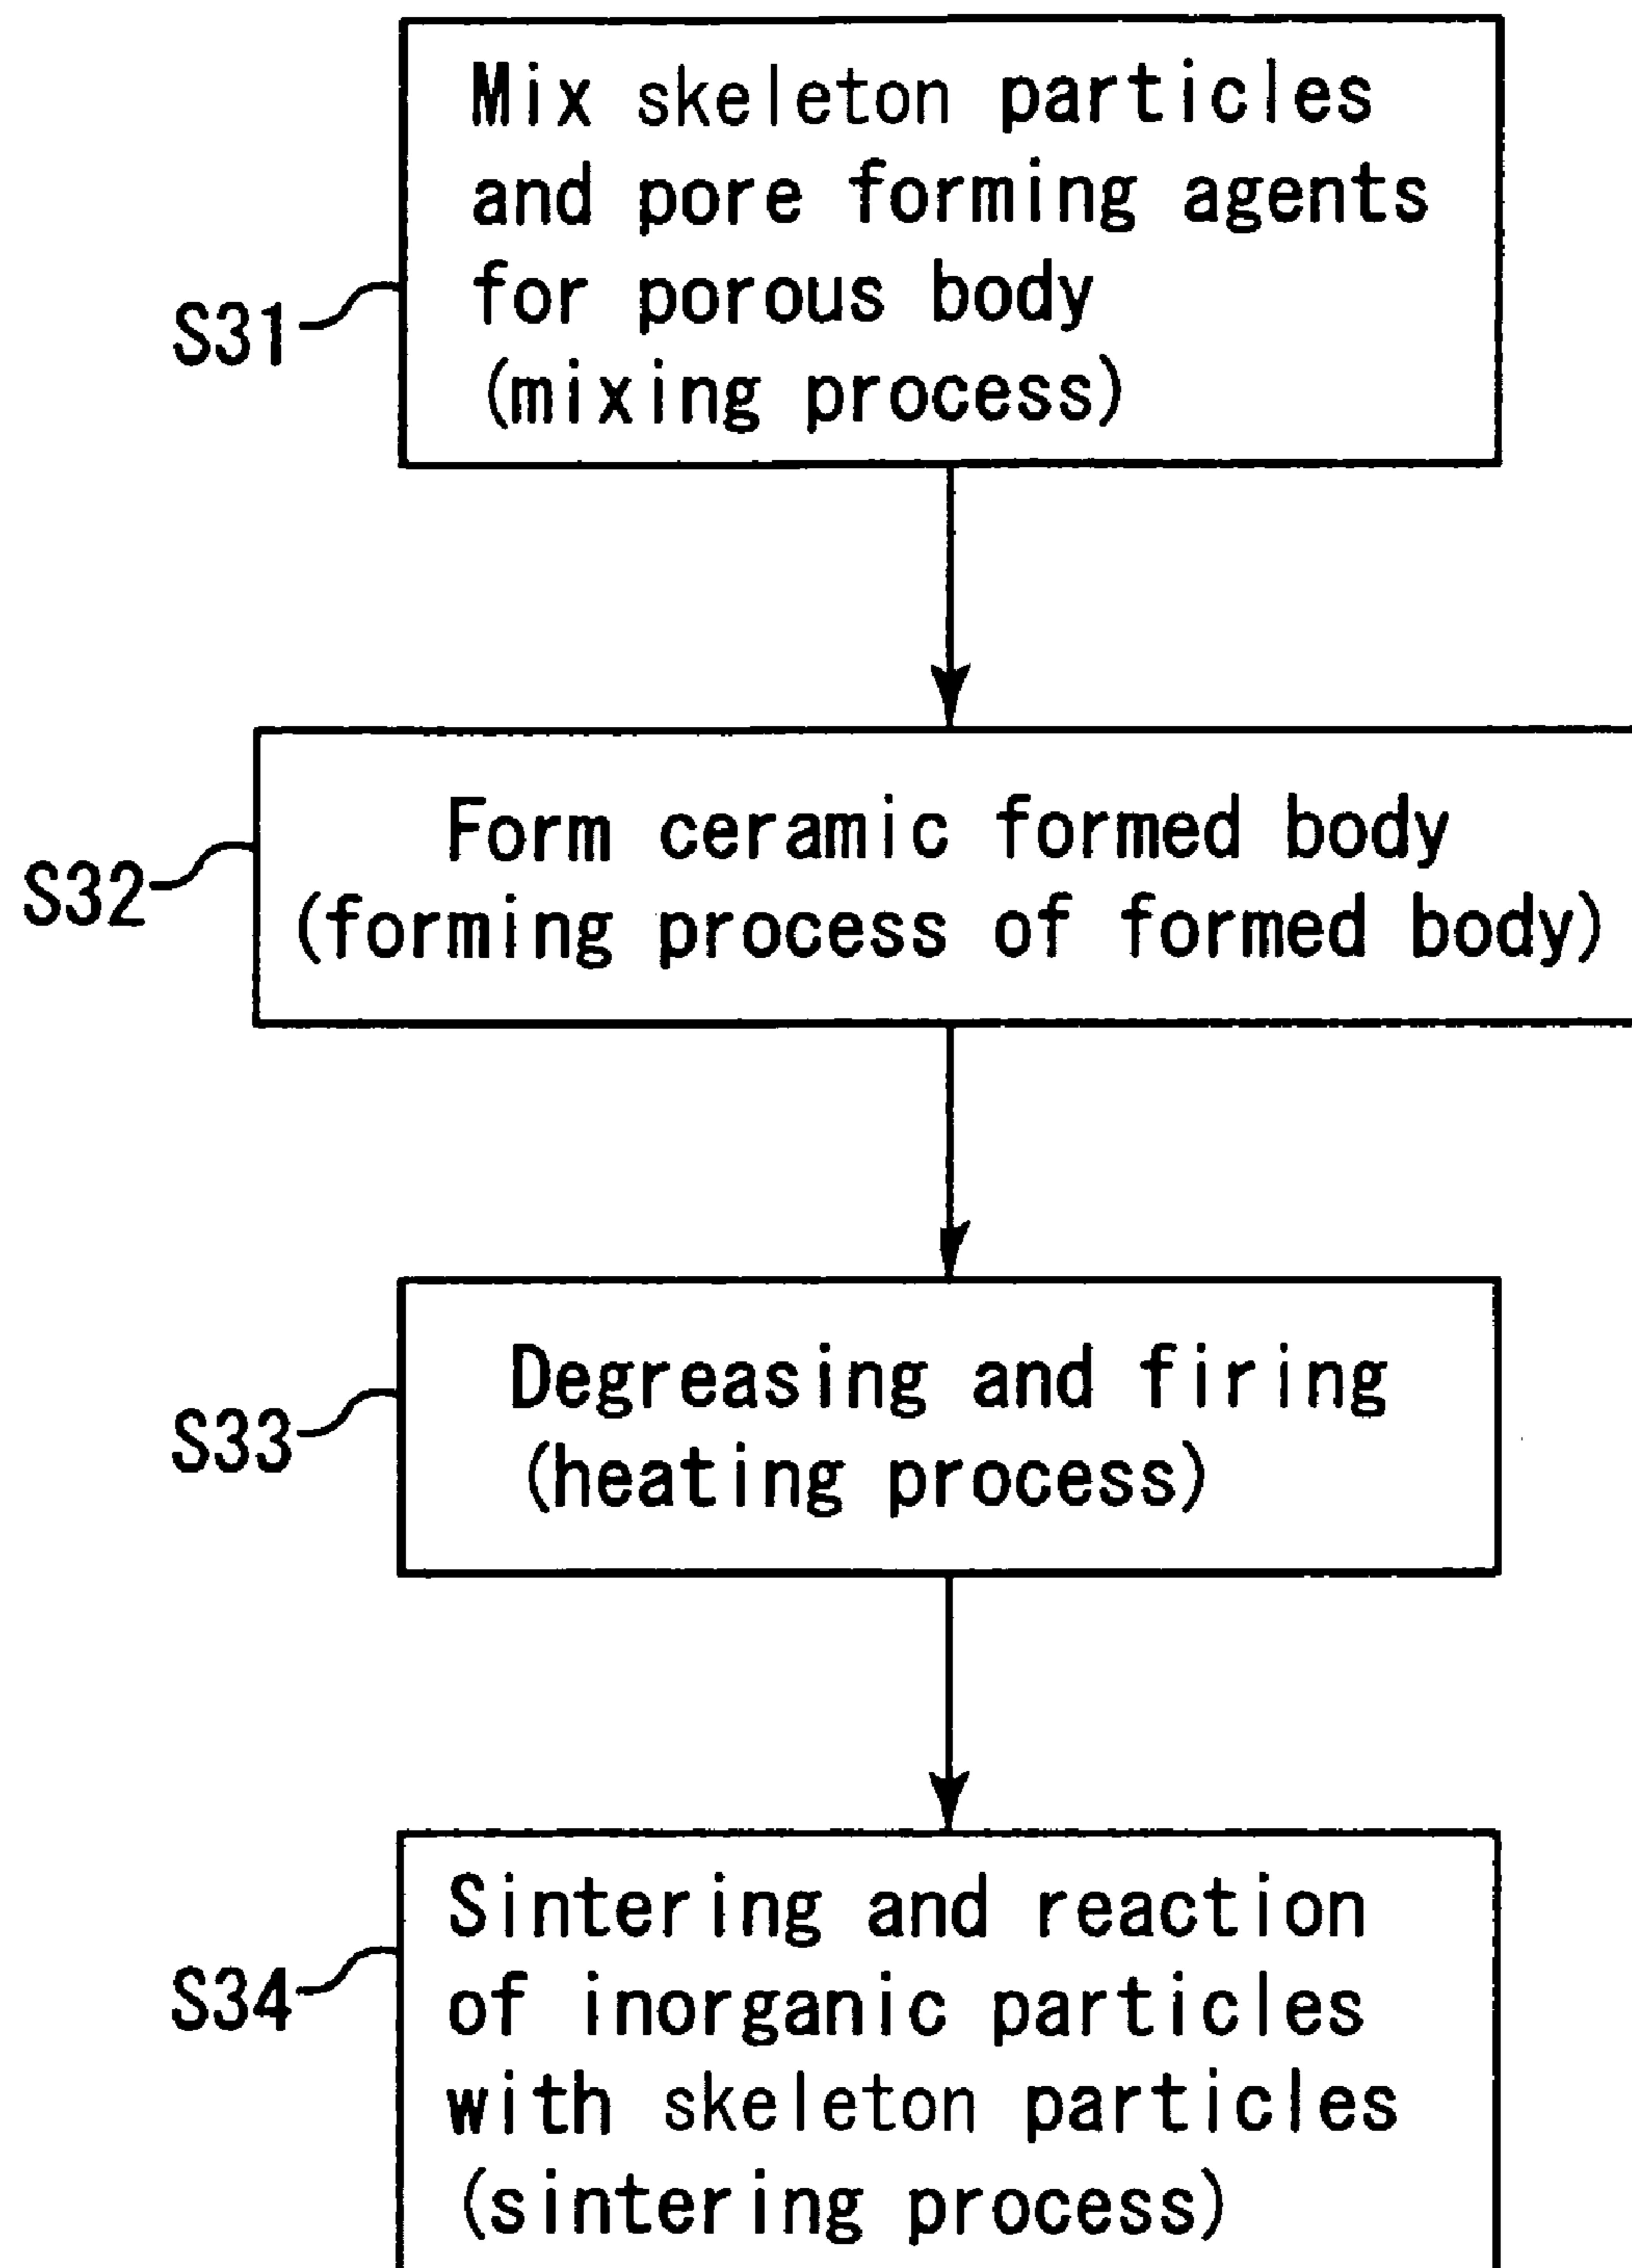 Mix skeleton particles
and pore forming agents
for porous body
(mixing process)
S31
Form ceramic formed body
(forming process of formed body)
S32
Degreasing and firing
(heating process)
S33
Sintering and reaction
of inorganic particles
with skeleton particles
(sintering process)
S34